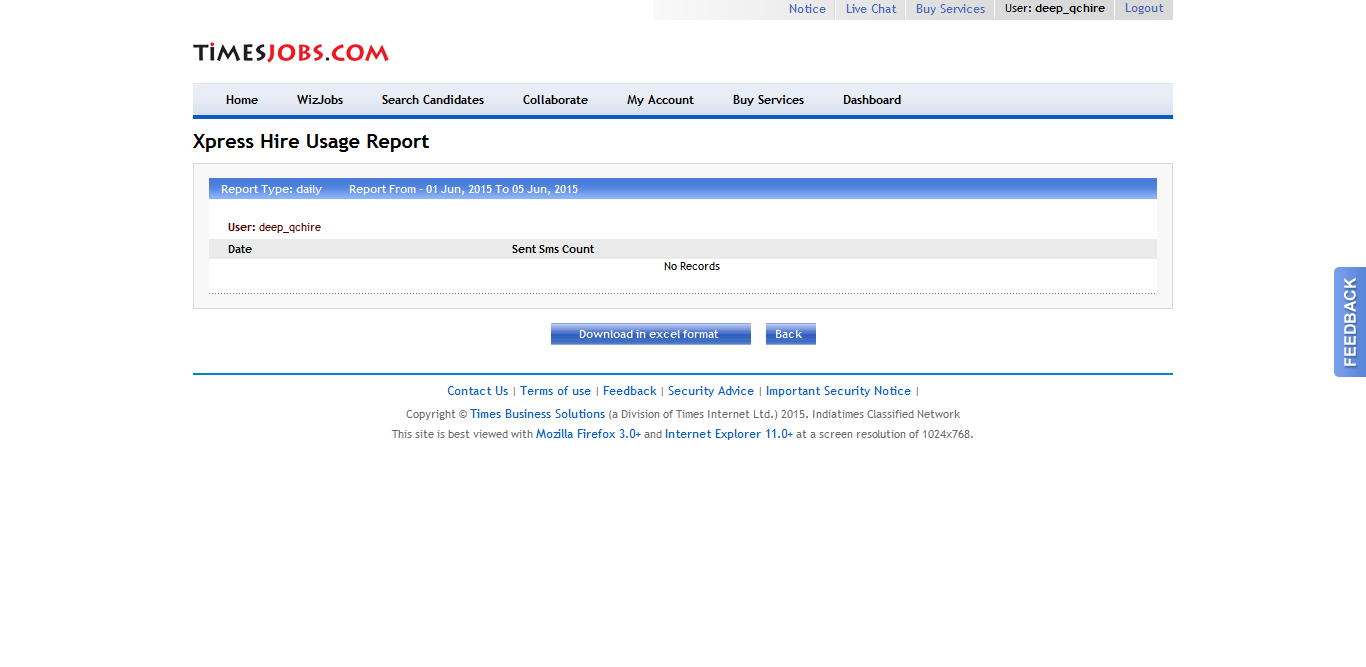 Notice Live Chat Buy Services User: deep_qchire Logout
TIMESJOBS.COM
Home WizJobs Search Candidates Collaborate My Account Buy Services Dashboard
Xpress Hire Usage Report
Report Type: daily Report From - 01 Jun, 2015 To 05 Jun, 2015
User: deep_qchire
Date Sent Sms Count
No Records
FEEDBACK
Download in excel format Back
Contact Us | Terms of use | Feedback | Security Advice | Important Security Notice |
Copyright © Times Business Solutions (a Division of Times Internet Ltd.) 2015. Indiatimes Classified Network
This site is best viewed with Mozilla Firefox 3.0+ and Internet Explorer 11.0+ at a screen resolution of 1024x768.